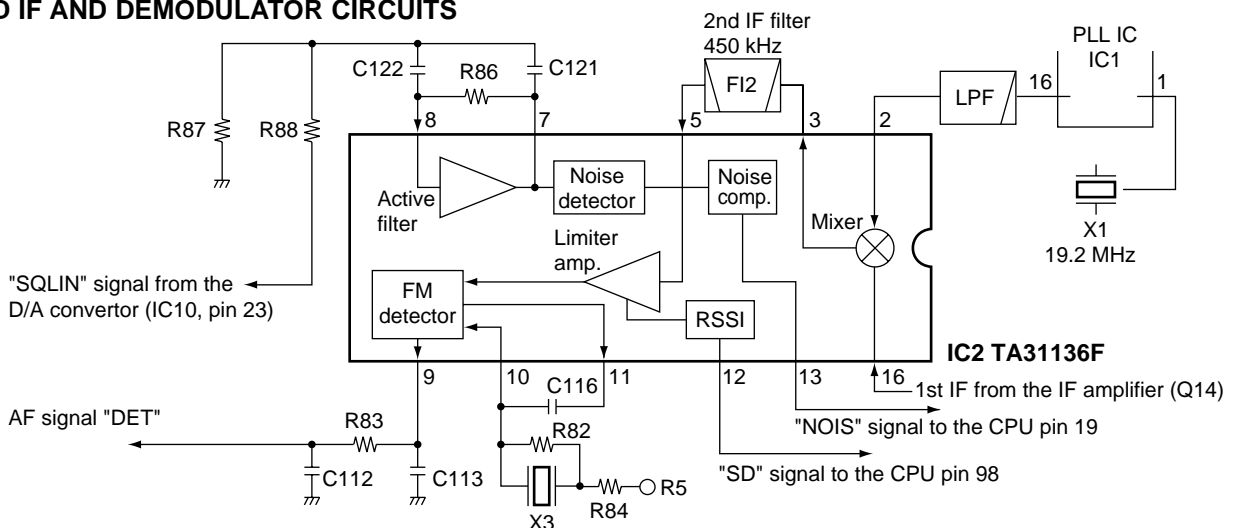 D IF AND DEMODULATOR CIRCUITS
2nd IF filter
450 kHz
PLL IC
IC1
C122
R86
C121
FI2
LPF
16
1
R87
R88
8
7
5
3
2
Active
filter
Noise
detector
Noise
comp.
Mixer
X1
19.2 MHz
Limiter
amp.
"SQLIN" signal from the
D/A convertor (IC10, pin 23)
FM
detector
RSSI
IC2 TA31136F
9
10
11
12
13
16
1st IF from the IF amplifier (Q14)
C116
AF signal "DET"
R83
R82
"NOIS" signal to the CPU pin 19
"SD" signal to the CPU pin 98
C112
C113
R5
R84
X3